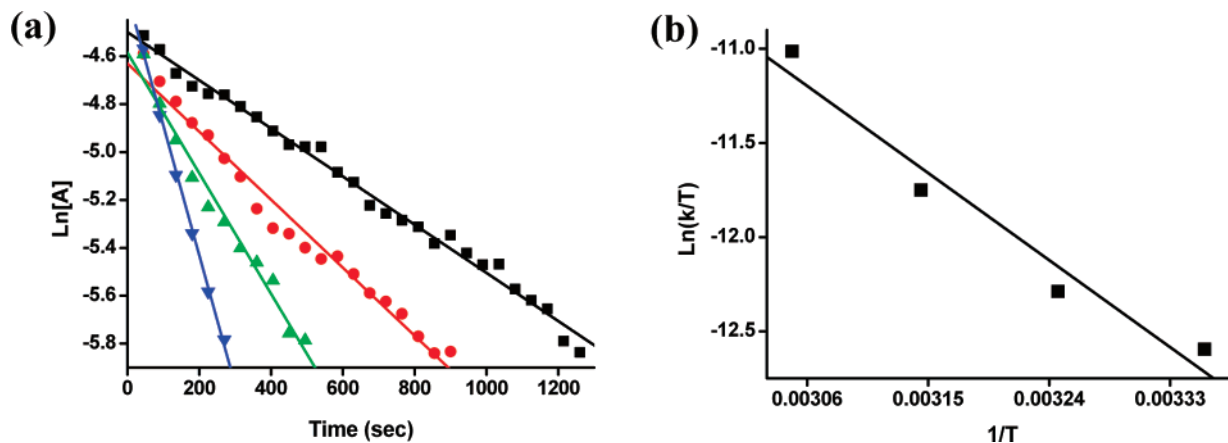 (a)
Ln[A]
-4.6
-4.8
-5.0
-5.2
-5.4
-5.6
-5.8
0 200 400 600 800 1000 1200
Time (sec)
(b)
Ln(k/T)
-11.0
-11.5
-12.0
-12.5
0.00306 0.00315 0.00324 0.00333
1/T